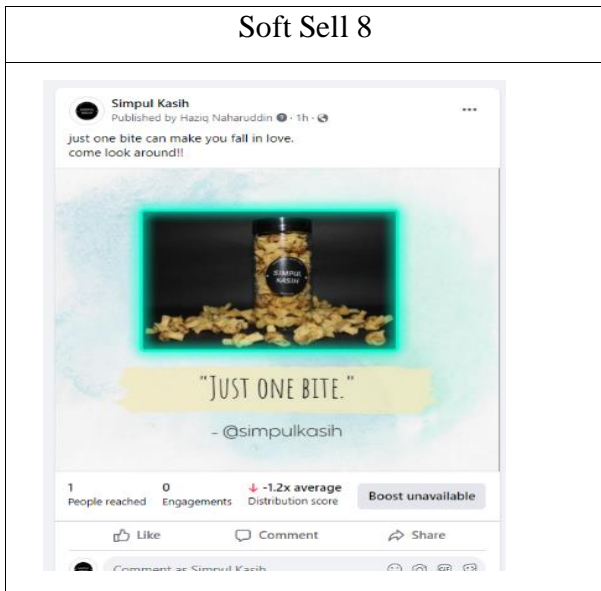 Soft Sell 8
Simpul Kasih
Published by Haziq Naharuddin · 1h ·
just one bite can make you fall in love.
come look around!!
SIMPUL
KASIH
"JUST ONE BITE."
- @simpulkasih
1 0 -1.2x average
People reached Engagements Distribution score Boost unavailable
Like Comment Share
Comment as Simpul Kasih